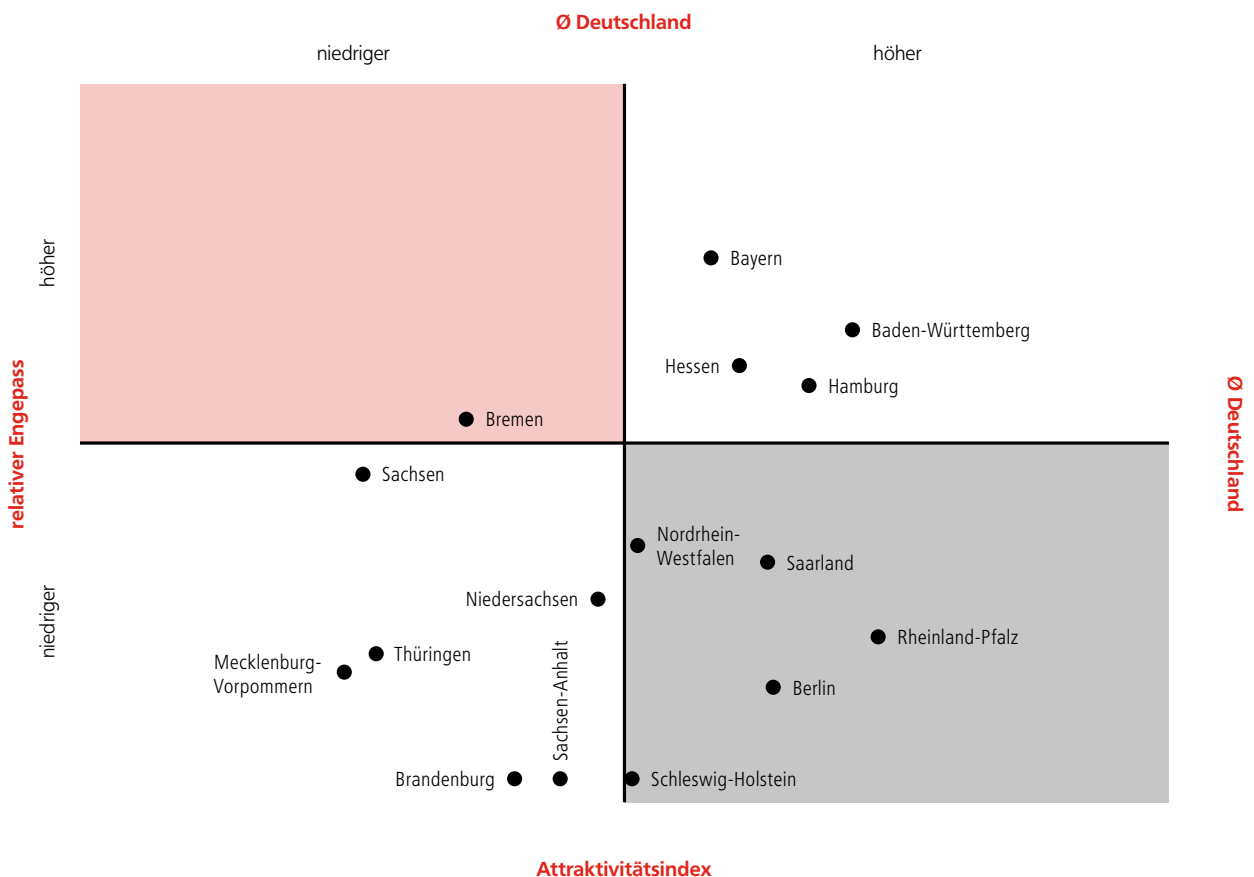 Ø Deutschland
niedriger
höher
höher
niedriger
relativer Engepass
Ø Deutschland
Bayern
Baden-Württemberg
Hessen
Hamburg
Bremen
Sachsen
Nordrhein-
Westfalen
Saarland
Niedersachsen
Rheinland-Pfalz
Thüringen
Mecklenburg-
Vorpommern
Sachsen-Anhalt
Berlin
Brandenburg
Schleswig-Holstein
Attraktivitätsindex